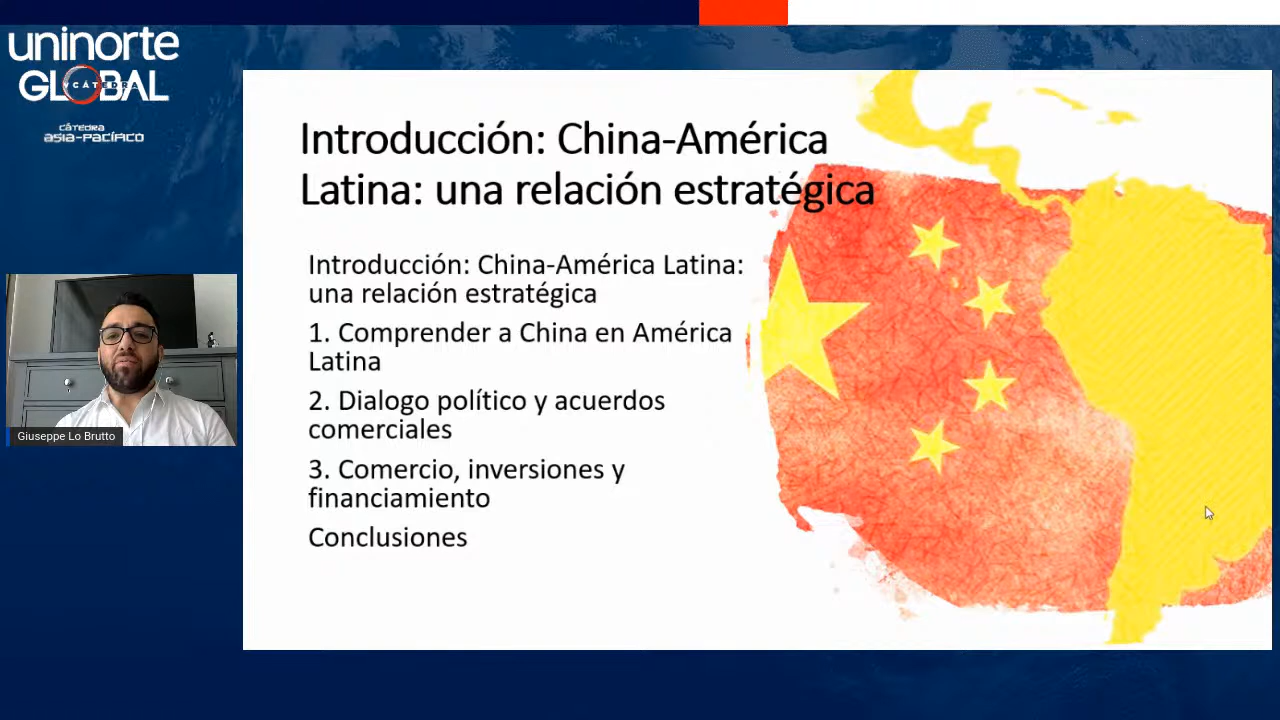 uninorte
GLOBAL
CÁTEDRA
CÁTEDRA
asia-pacífico
Introducción: China-América
Latina: una relación estratégica
Introducción: China-América Latina:
una relación estratégica
1. Comprender a China en América
Latina
2. Dialogo político y acuerdos
comerciales
3. Comercio, inversiones y
financiamiento
Conclusiones
Giuseppe Lo Brutto